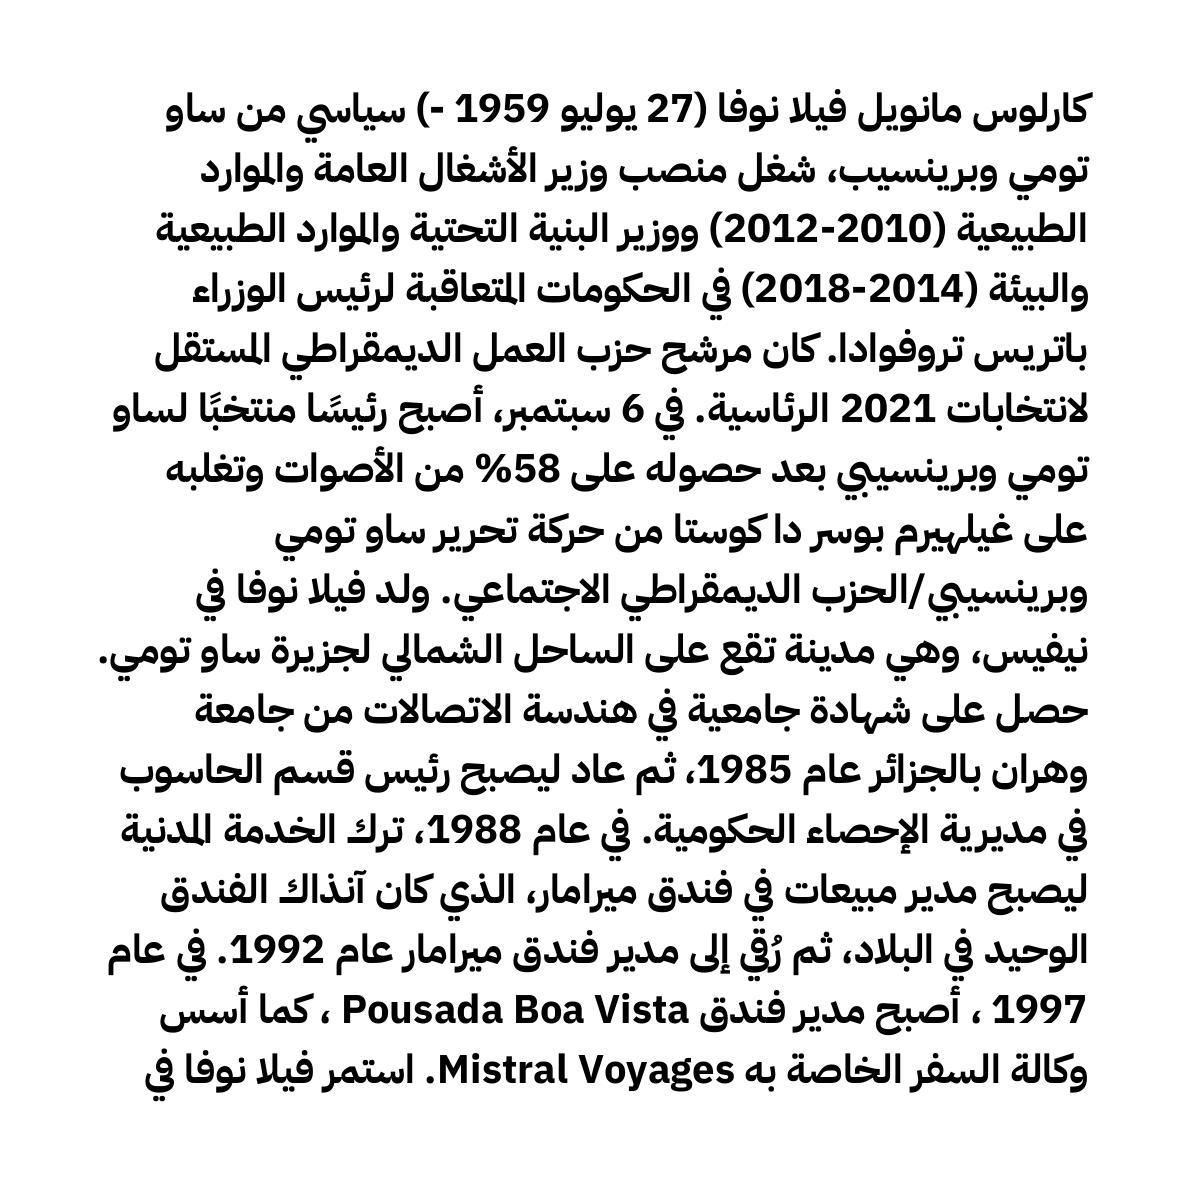 كارلوس مانويل فيلا نوفا (27 يوليو 1959 -) سياسي من ساو
تومي وبرينسيب، شغل منصب وزير الأشغال العامة والموارد
الطبيعية (2010-2012) ووزير البنية التحتية والموارد الطبيعية
والبيئة (2014-2018) في الحكومات المتعاقبة لرئيس الوزراء
باتريس تروفوادا. كان مرشح حزب العمل الديمقراطي المستقل
لانتخابات 2021 الرئاسية. في 6 سبتمبر، أصبح رئيسًا منتخبًا لساو
تومي وبرينسيبي بعد حصوله على 58% من الأصوات وتغلبه
على غيلهيرم بوسر دا كوستا من حركة تحرير ساو تومي
وبرينسيبي/الحزب الديمقراطي الاجتماعي. ولد فيلا نوفا في
نيفيس، وهي مدينة تقع على الساحل الشمالي لجزيرة ساو تومي.
حصل على شهادة جامعية في هندسة الاتصالات من جامعة
وهران بالجزائر عام 1985، ثم عاد ليصبح رئيس قسم الحاسوب
في مديرية الإحصاء الحكومية. في عام 1988، ترك الخدمة المدنية
ليصبح مدير مبيعات في فندق ميرامار، الذي كان آنذاك الفندق
الوحيد في البلاد، ثم رُقي إلى مدير فندق ميرامار عام 1992. في عام
1997 ، أصبح مدير فندق Pousada Boa Vista ، كما أسس
وكالة السفر الخاصة به Mistral Voyages. استمر فيلا نوفا في